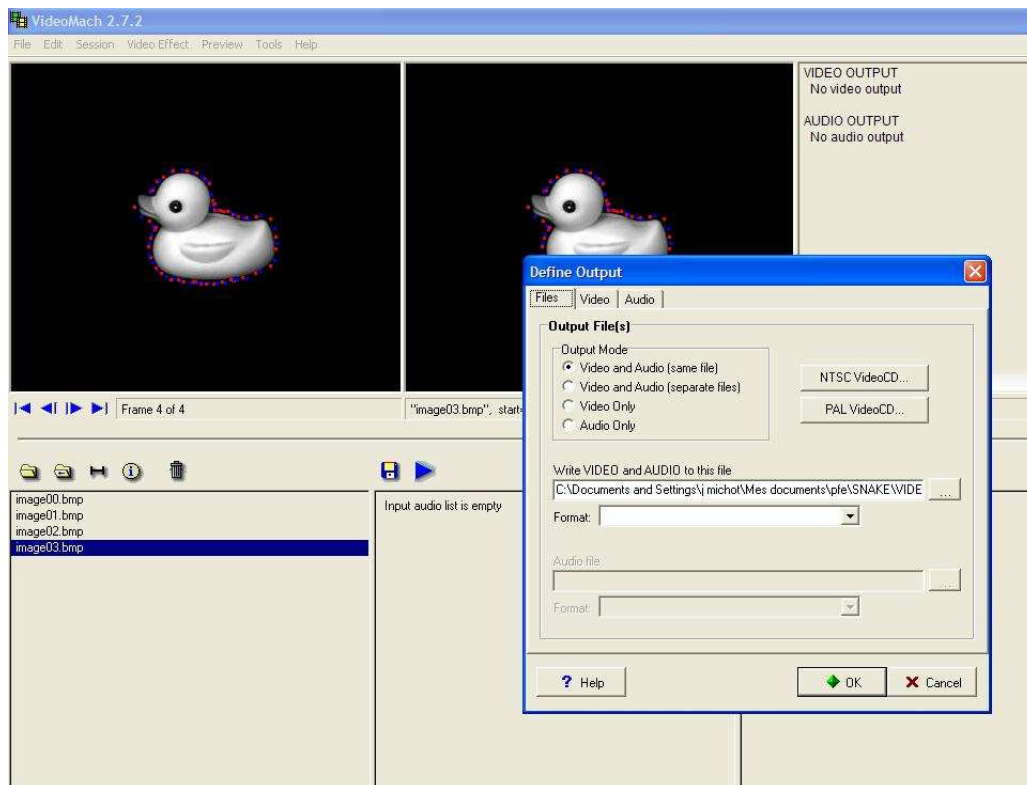 VideoMach 2.7.2
File Edit Session Video Effect Preview Tools Help
VIDEO OUTPUT
No video output
AUDIO OUTPUT
No audio output
Define Output
Files Video Audio
Output File(s)
Output Mode
Video and Audio (same file)
Video and Audio (separate files)
Video Only
Audio Only
NTSC VideoCD...
PAL VideoCD...
Frame 4 of 4
"image03.bmp", start=
Write VIDEO and AUDIO to this file
C:\Documents and Settings\j michot\Mes documents\pfe\SNAKE\VIDE
...
Format:
Audio file
...
Format:
? Help
OK
Cancel
image00.bmp
image01.bmp
image02.bmp
image03.bmp
Input audio list is empty